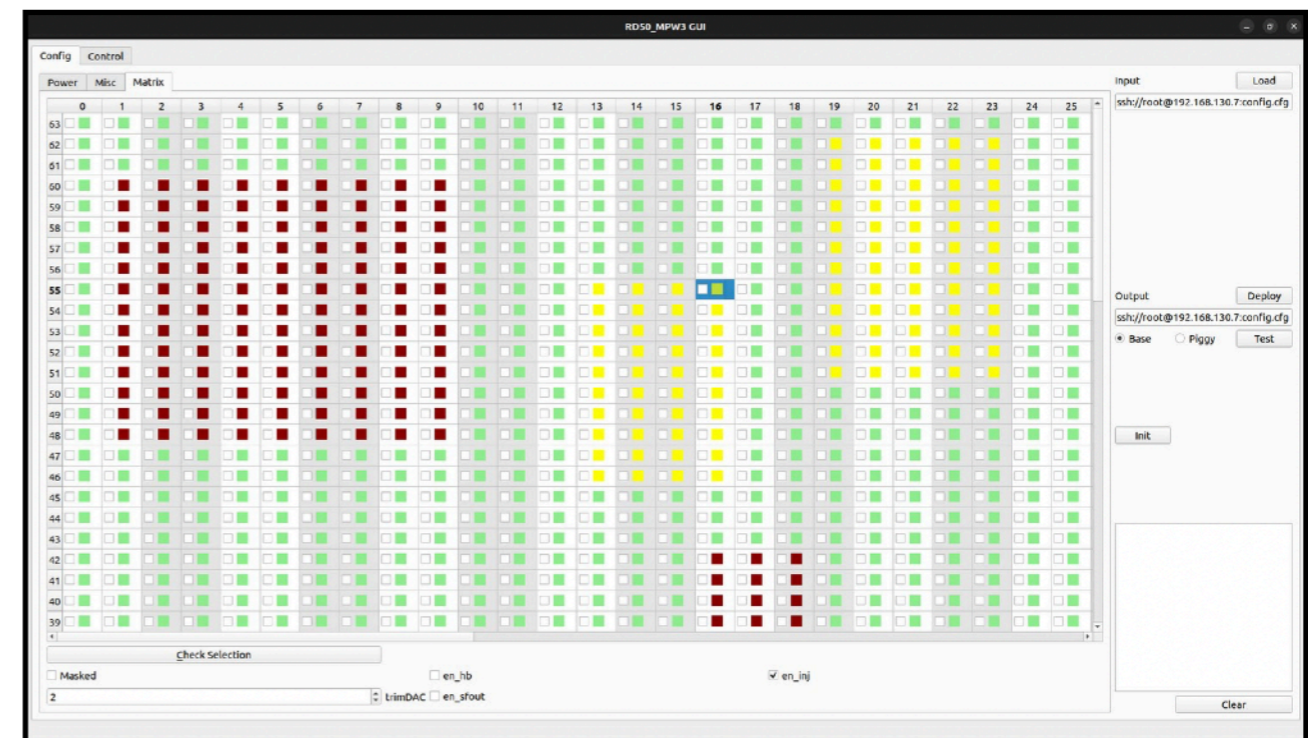 RD50_MPW3 GUI
Config Control
Power Misc Matrix
Input Load
0 1 2 3 4 5 6 7 8 9 10 11 12 13 14 15 16 17 18 19 20 21 22 23 24 25
ssh://root@192.168.130.7:config.cfg
63
62
61
60
59
58
57
56
55
Output Deploy
54
ssh://root@192.168.130.7:config.cfg
53
Base Piggy Test
52
51
50
49
48
Init
47
46
45
44
43
42
41
40
39
Check Selection
Masked en_hb en_inj
2 trimDAC en_sfout
Clear